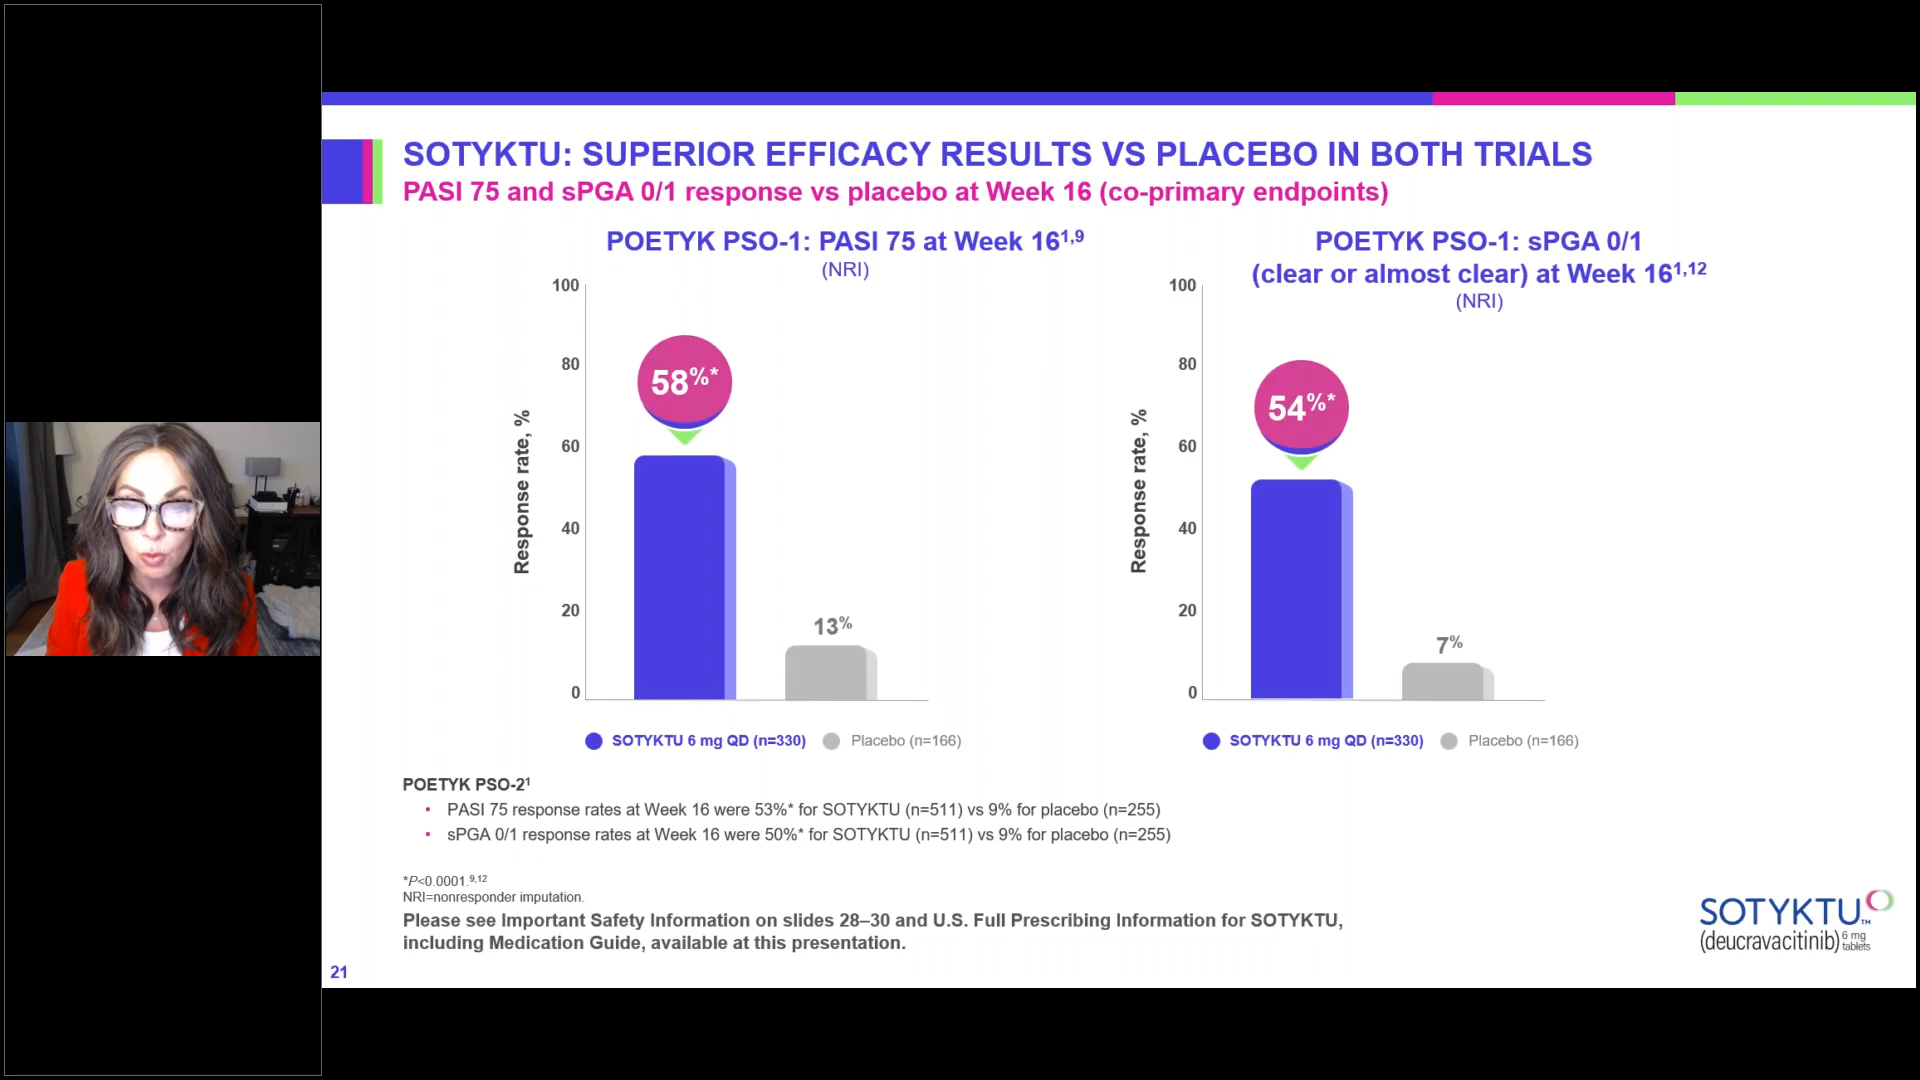 SOTYKTU: SUPERIOR EFFICACY RESULTS VS PLACEBO IN BOTH TRIALS
PASI 75 and sPGA 0/1 response vs placebo at Week 16 (co-primary endpoints)
POETYK PSO-1: PASI 75 at Week 16¹,⁹
(NRI)
100
80
60
40
20
0
Response rate, %
58%*
13%
SOTYKTU 6 mg QD (n=330)
Placebo (n=166)
POETYK PSO-1: sPGA 0/1
(clear or almost clear) at Week 16¹,¹²
(NRI)
100
80
60
40
20
0
Response rate, %
54%*
7%
SOTYKTU 6 mg QD (n=330)
Placebo (n=166)
POETYK PSO-2¹
• PASI 75 response rates at Week 16 were 53%* for SOTYKTU (n=511) vs 9% for placebo (n=255)
• sPGA 0/1 response rates at Week 16 were 50%* for SOTYKTU (n=511) vs 9% for placebo (n=255)
*P<0.0001.⁹,¹²
NRI=nonresponder imputation.
Please see Important Safety Information on slides 28–30 and U.S. Full Prescribing Information for SOTYKTU,
including Medication Guide, available at this presentation.
SOTYKTU™
(deucravacitinib) 6 mg tablets
21